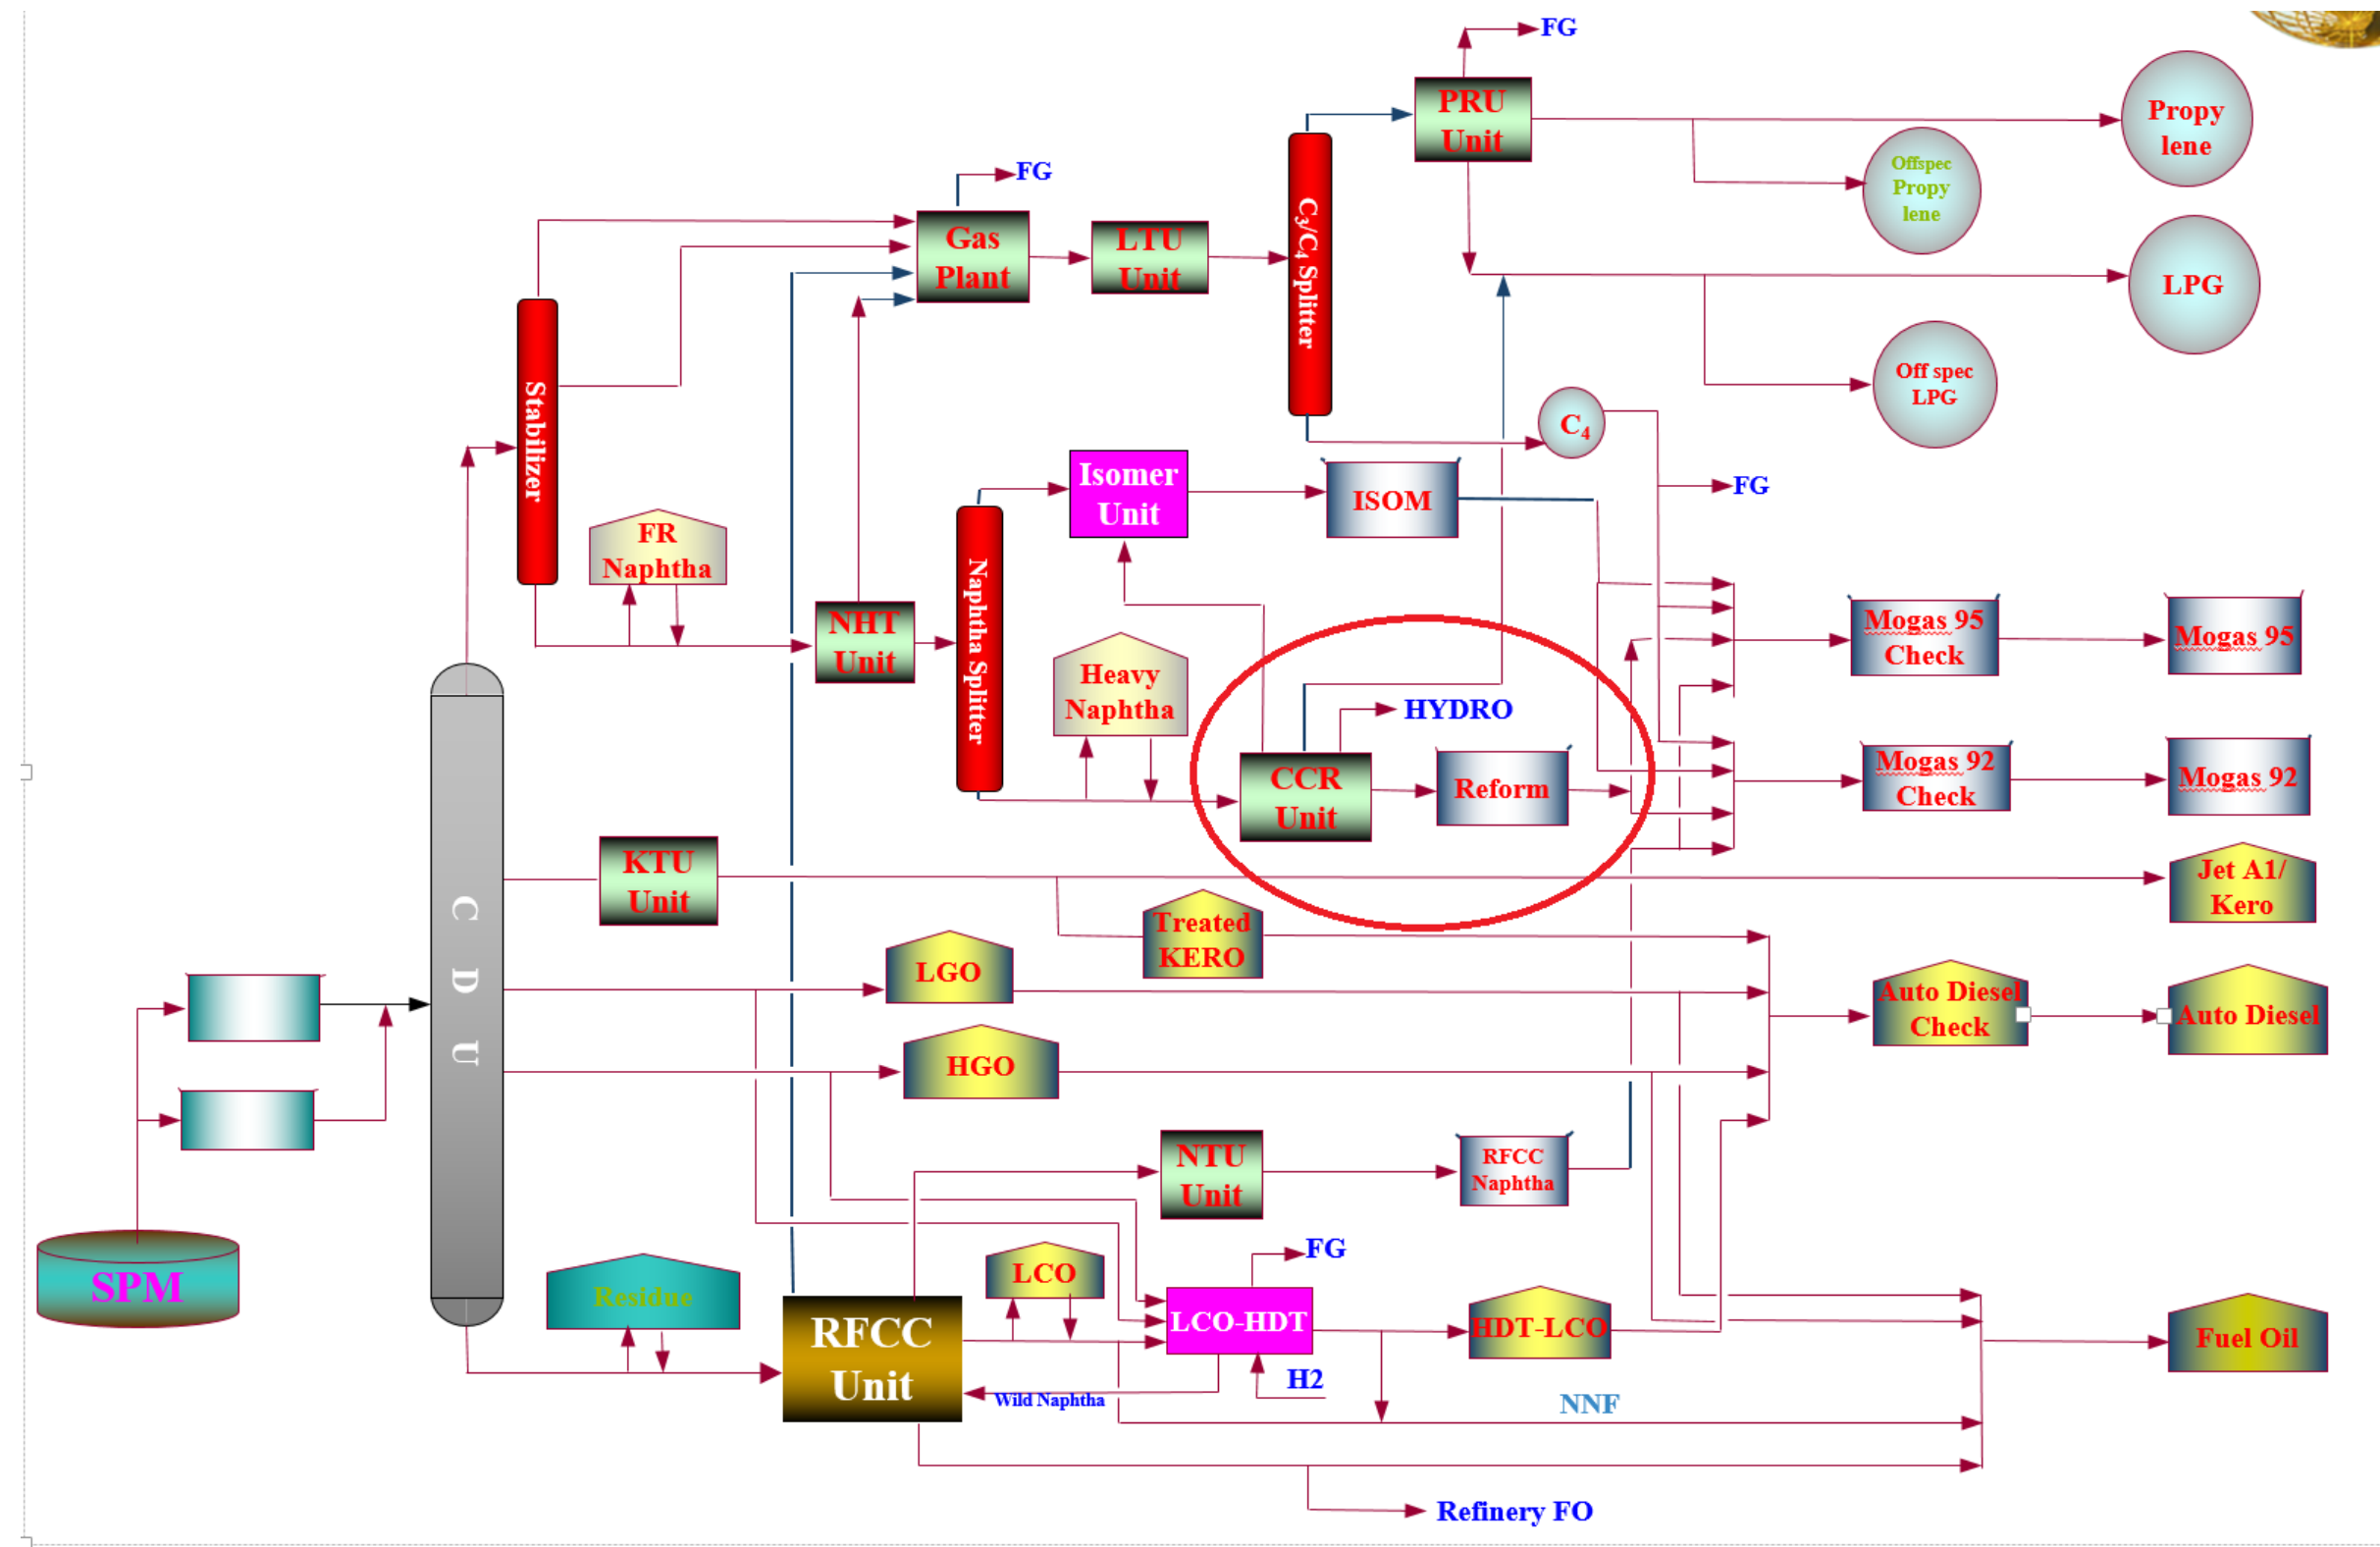 FG
PRU
Unit
Propy
lene
Offspec
Propy
lene
FG
Gas
Plant
LTU
Unit
C3/C4 Splitter
LPG
Off spec
LPG
Stabilizer
C4
Isomer
Unit
ISOM
FG
FR
Naphtha
Naphtha Splitter
NHT
Unit
Heavy
Naphtha
Mogas 95
Check
Mogas 95
HYDRO
CCR
Unit
Reform
Mogas 92
Check
Mogas 92
KTU
Unit
Jet A1/
Kero
C D U
Treated
KERO
LGO
Auto Diesel
Check
Auto Diesel
HGO
NTU
Unit
RFCC
Naphtha
SPM
Residue
LCO
FG
RFCC
Unit
LCO-HDT
HDT-LCO
Fuel Oil
H2
Wild Naphtha
NNF
Refinery FO